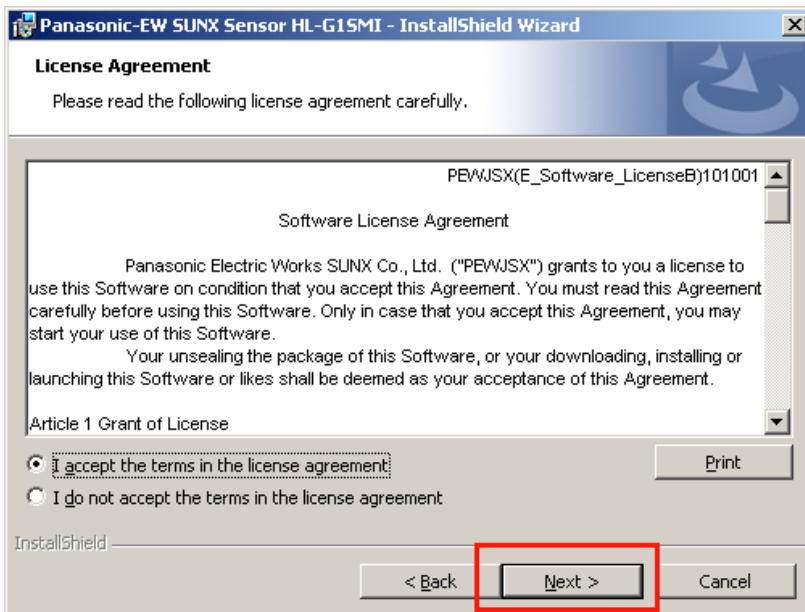 Panasonic-EW SUNX Sensor HL-G1SMI - InstallShield Wizard
License Agreement
Please read the following license agreement carefully.
PEWJSX(E_Software_LicenseB)101001
Software License Agreement
Panasonic Electric Works SUNX Co., Ltd. ("PEWJSX") grants to you a license to
use this Software on condition that you accept this Agreement. You must read this Agreement
carefully before using this Software. Only in case that you accept this Agreement, you may
start your use of this Software.
Your unsealing the package of this Software, or your downloading, installing or
launching this Software or likes shall be deemed as your acceptance of this Agreement.
Article 1 Grant of License
I accept the terms in the license agreement
Print
I do not accept the terms in the license agreement
InstallShield
< Back
Next >
Cancel